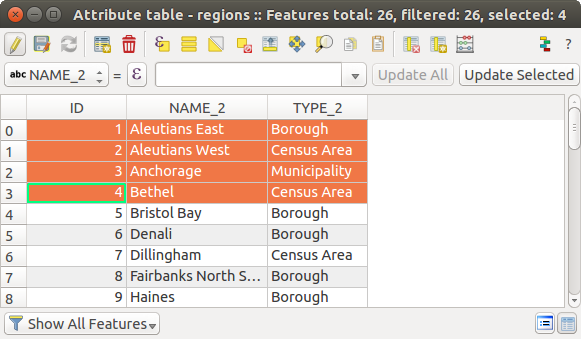 Attribute table - regions :: Features total: 26, filtered: 26, selected: 4
ε ?
abc NAME_2 = ε Update All Update Selected
ID NAME_2 TYPE_2
0 1 Aleutians East Borough
1 2 Aleutians West Census Area
2 3 Anchorage Municipality
3 4 Bethel Census Area
4 5 Bristol Bay Borough
5 6 Denali Borough
6 7 Dillingham Census Area
7 8 Fairbanks North S... Borough
8 9 Haines Borough
Show All Features